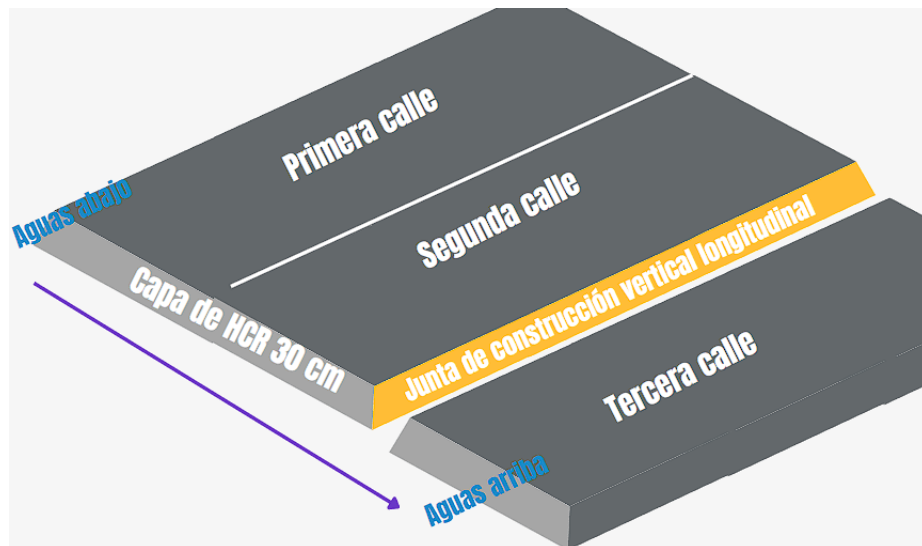 Primera calle
Aguas abajo
Segunda calle
Capa de HCR 30 cm
Junta de construcción vertical longitudinal
Tercera calle
Aguas arriba